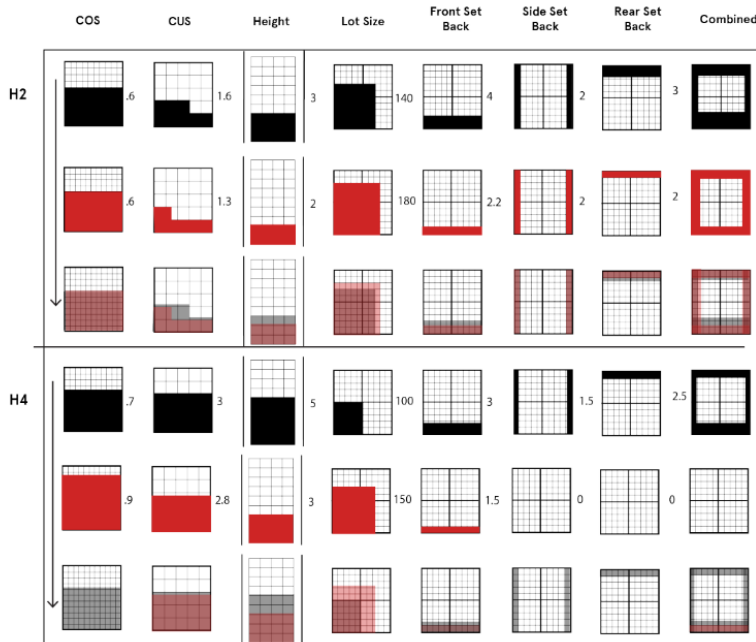 COS CUS Height Lot Size Front Set Back Side Set Back Rear Set Back Combined
H2
.6 1.6 3 140 4 2 3
.6 1.3 2 180 2.2 2 2
H4
.7 3 5 100 3 1.5 2.5
.9 2.8 3 150 1.5 0 0